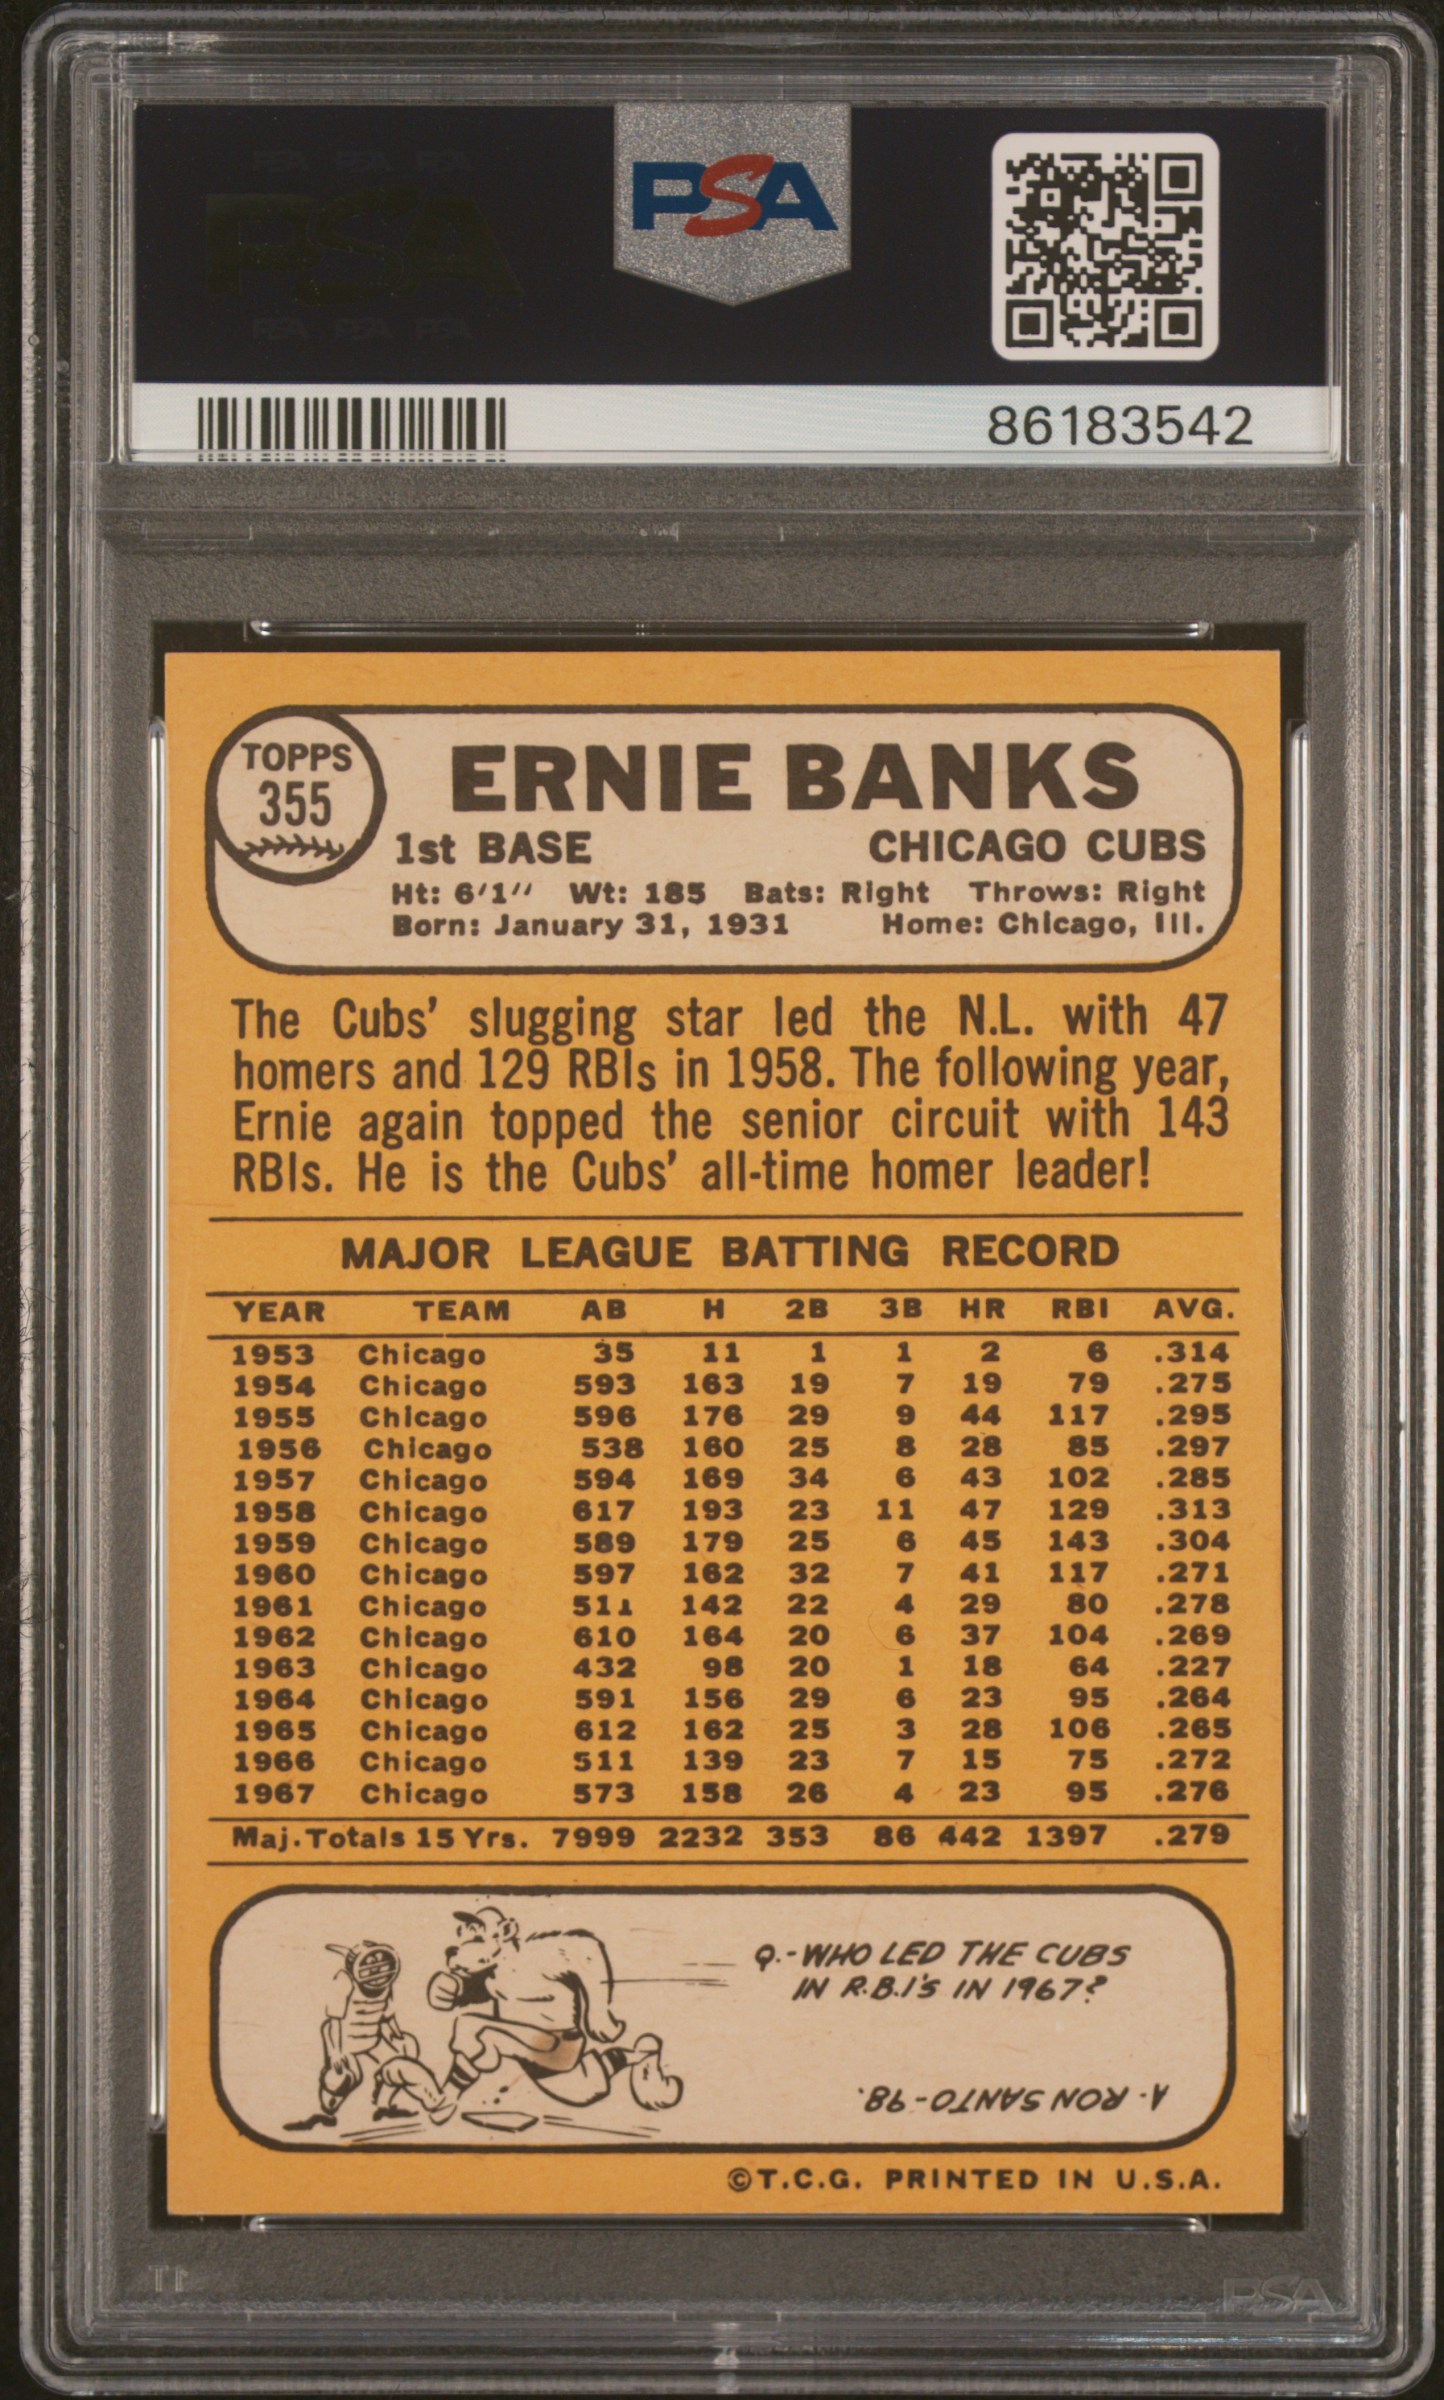 PSA
86183542
TOPPS
355
ERNIE BANKS
1st BASE CHICAGO CUBS
Ht: 6'1" Wt: 185 Bats: Right Throws: Right
Born: January 31, 1931 Home: Chicago, Ill.
The Cubs' slugging star led the N.L. with 47
homers and 129 RBIs in 1958. The following year,
Ernie again topped the senior circuit with 143
RBIs. He is the Cubs' all-time homer leader!
MAJOR LEAGUE BATTING RECORD
YEAR TEAM AB H 2B 3B HR RBI AVG.
1953 Chicago 35 11 1 1 2 6 .314
1954 Chicago 593 163 19 7 19 79 .275
1955 Chicago 596 176 29 9 44 117 .295
1956 Chicago 538 160 25 8 28 85 .297
1957 Chicago 594 169 34 6 43 102 .285
1958 Chicago 617 193 23 11 47 129 .313
1959 Chicago 589 179 25 6 45 143 .304
1960 Chicago 597 162 32 7 41 117 .271
1961 Chicago 511 142 22 4 29 80 .278
1962 Chicago 610 164 20 6 37 104 .269
1963 Chicago 432 98 20 1 18 64 .227
1964 Chicago 591 156 29 6 23 95 .264
1965 Chicago 612 162 25 3 28 106 .265
1966 Chicago 511 139 23 7 15 75 .272
1967 Chicago 573 158 26 4 23 95 .276
Maj. Totals 15 Yrs. 7999 2232 353 86 442 1397 .279
Q.-WHO LED THE CUBS
IN R.B.I'S IN 1967?
A- RON SANTO-98.
©T.C.G. PRINTED IN U.S.A.
PSA